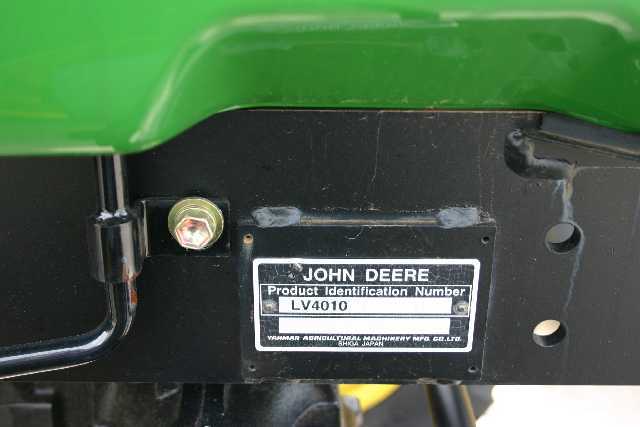 JOHN DEERE
Product Identification Number
LV4010
YANMAR AGRICULTURAL MACHINERY MFG. CO. LTD.
SHIGA JAPAN